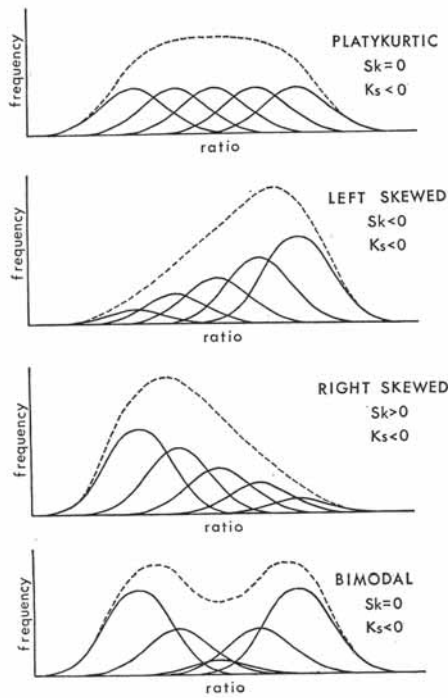 frequency
PLATYKURTIC
Sk=0
Ks<0
ratio
frequency
LEFT SKEWED
Sk<0
Ks<0
ratio
frequency
RIGHT SKEWED
Sk>0
Ks<0
ratio
frequency
BIMODAL
Sk=0
Ks<0
ratio